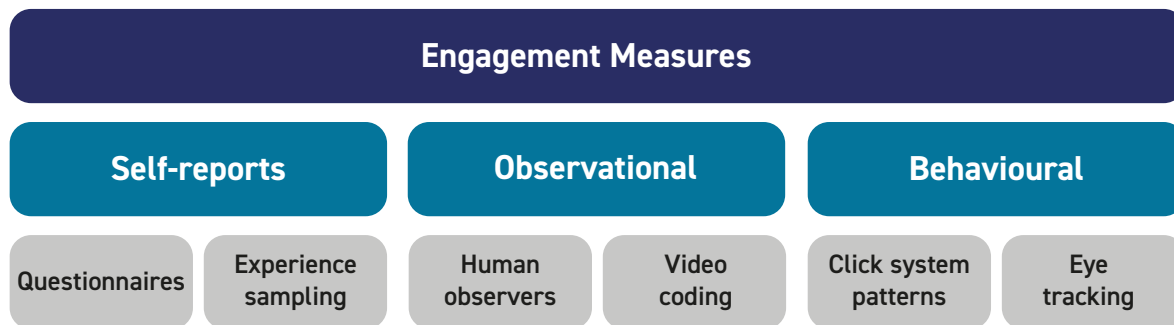 Engagement Measures
Self-reports
Observational
Behavioural
Questionnaires
Experience
sampling
Human
observers
Video
coding
Click system
patterns
Eye
tracking